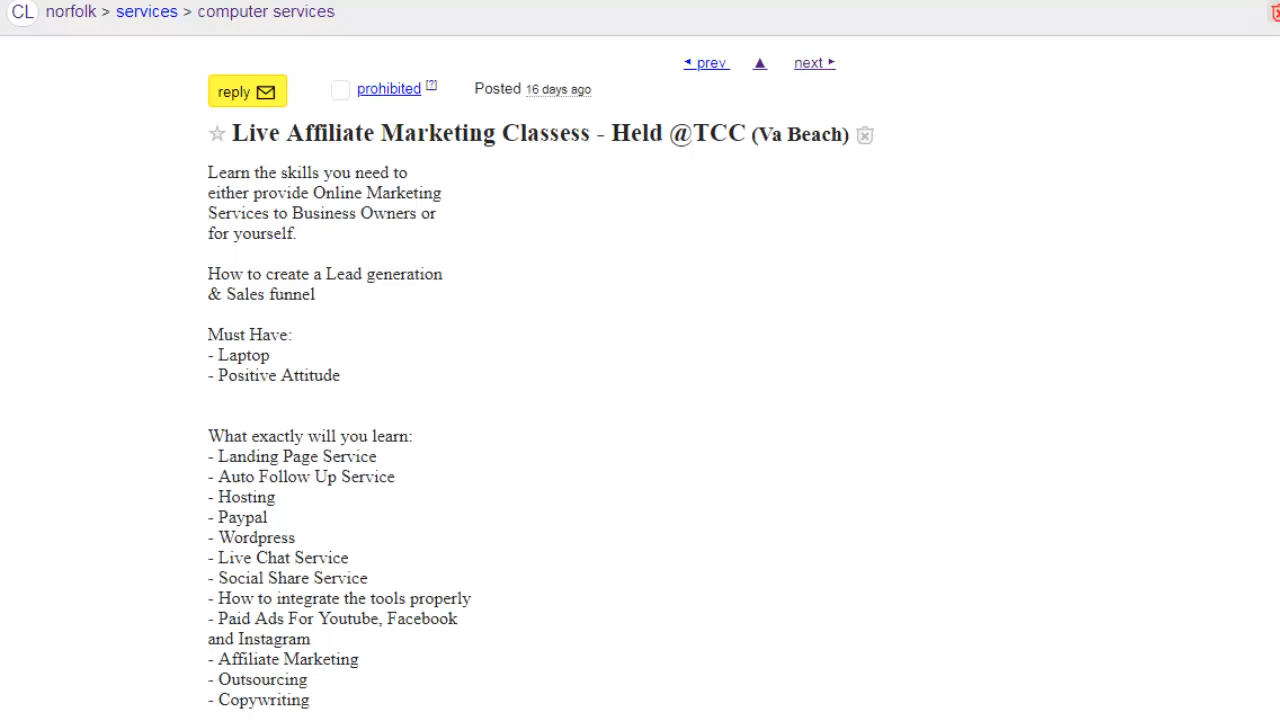 CL norfolk > services > computer services
prev next
reply prohibited [?] Posted 16 days ago
Live Affiliate Marketing Classess - Held @TCC (Va Beach)
Learn the skills you need to
either provide Online Marketing
Services to Business Owners or
for yourself.
How to create a Lead generation
& Sales funnel
Must Have:
- Laptop
- Positive Attitude
What exactly will you learn:
- Landing Page Service
- Auto Follow Up Service
- Hosting
- Paypal
- Wordpress
- Live Chat Service
- Social Share Service
- How to integrate the tools properly
- Paid Ads For Youtube, Facebook
and Instagram
- Affiliate Marketing
- Outsourcing
- Copywriting